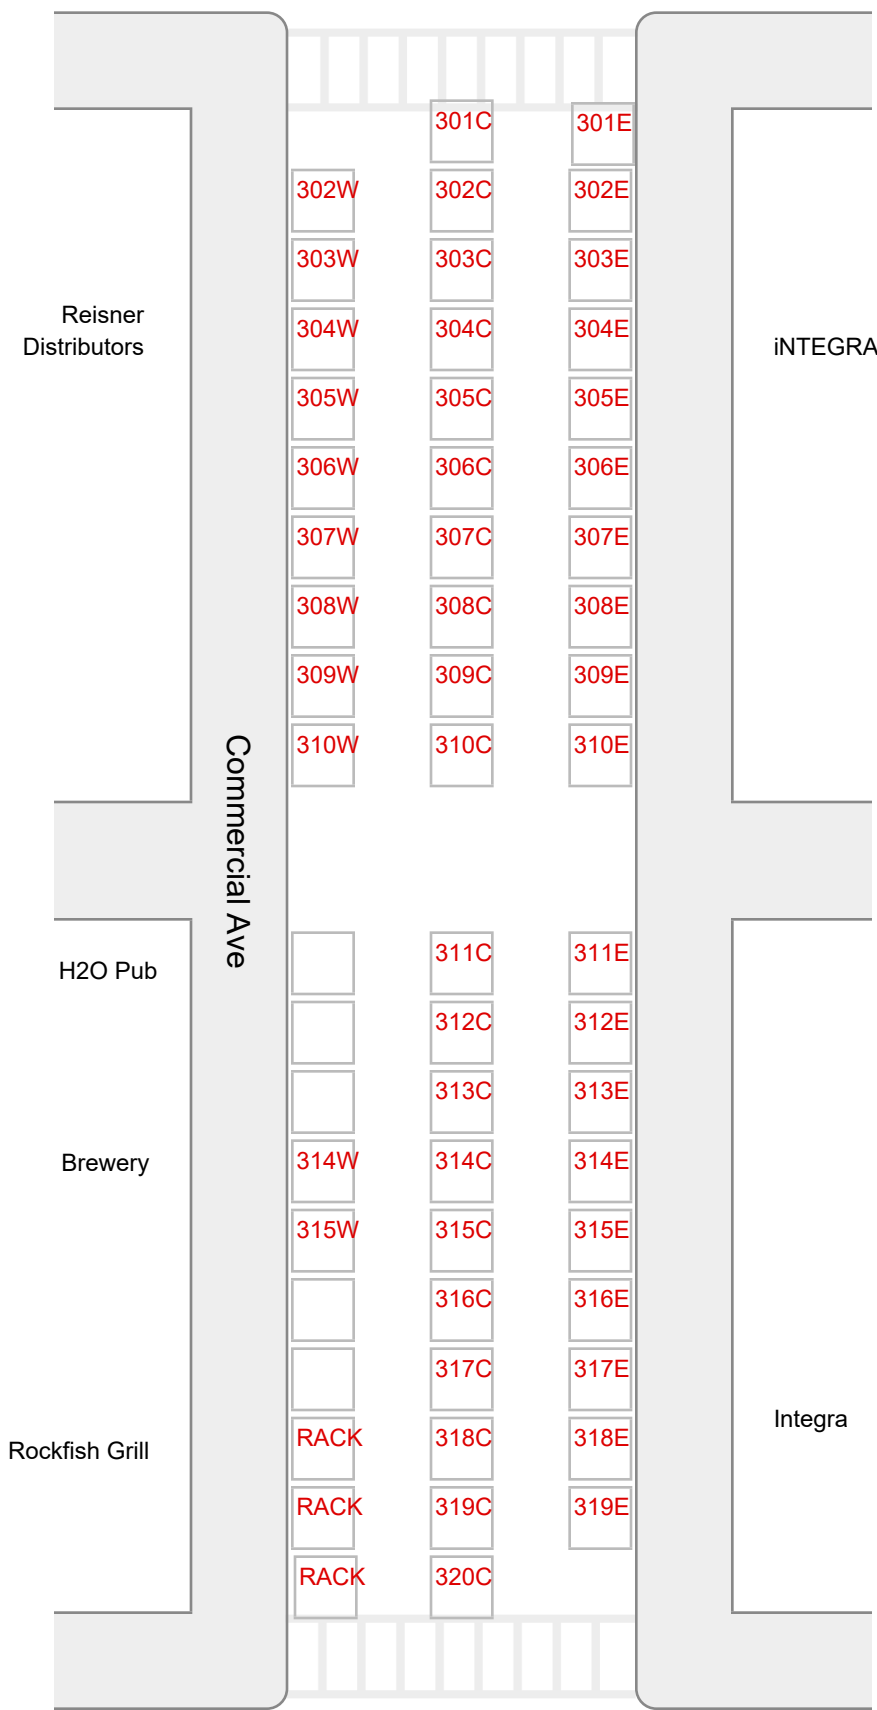 301C 301E
302W 302C 302E
303W 303C 303E
Reisner
Distributors
304W 304C 304E
iNTEGRA
305W 305C 305E
306W 306C 306E
307W 307C 307E
308W 308C 308E
309W 309C 309E
310W 310C 310E
Commercial Ave
H2O Pub
311C 311E
312C 312E
313C 313E
Brewery
314W 314C 314E
315W 315C 315E
316C 316E
317C 317E
Integra
Rockfish Grill
RACK 318C 318E
RACK 319C 319E
RACK 320C